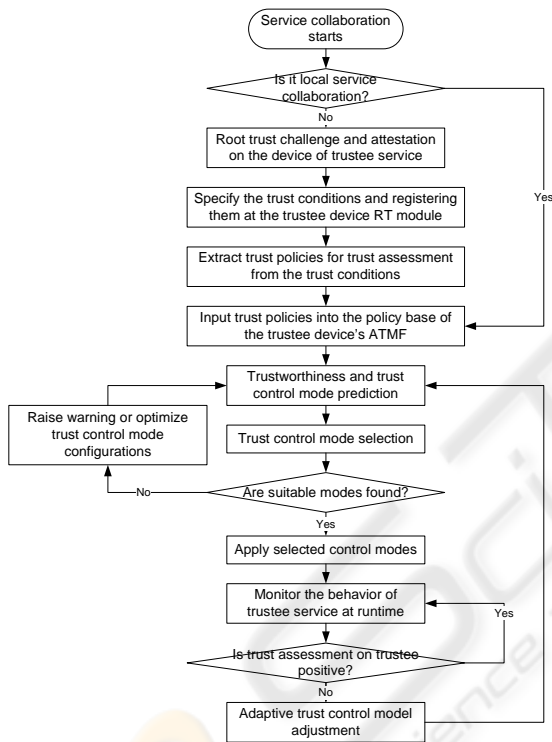 Service collaboration
starts
Is it local service
collaboration?
No
Root trust challenge and attestation
on the device of trustee service
Yes
Specify the trust conditions and registering
them at the trustee device RT module
Extract trust policies for trust assessment
from the trust conditions
Input trust policies into the policy base of
the trustee device's ATMF
Trustworthiness and trust
control mode prediction
Raise warning or optimize
trust control mode
configurations
Trust control mode selection
Are suitable modes found?
No
Yes
Apply selected control modes
Monitor the behavior of
trustee service at runtime
Yes
Is trust assessment on trustee
positive?
No
Adaptive trust control model
adjustment